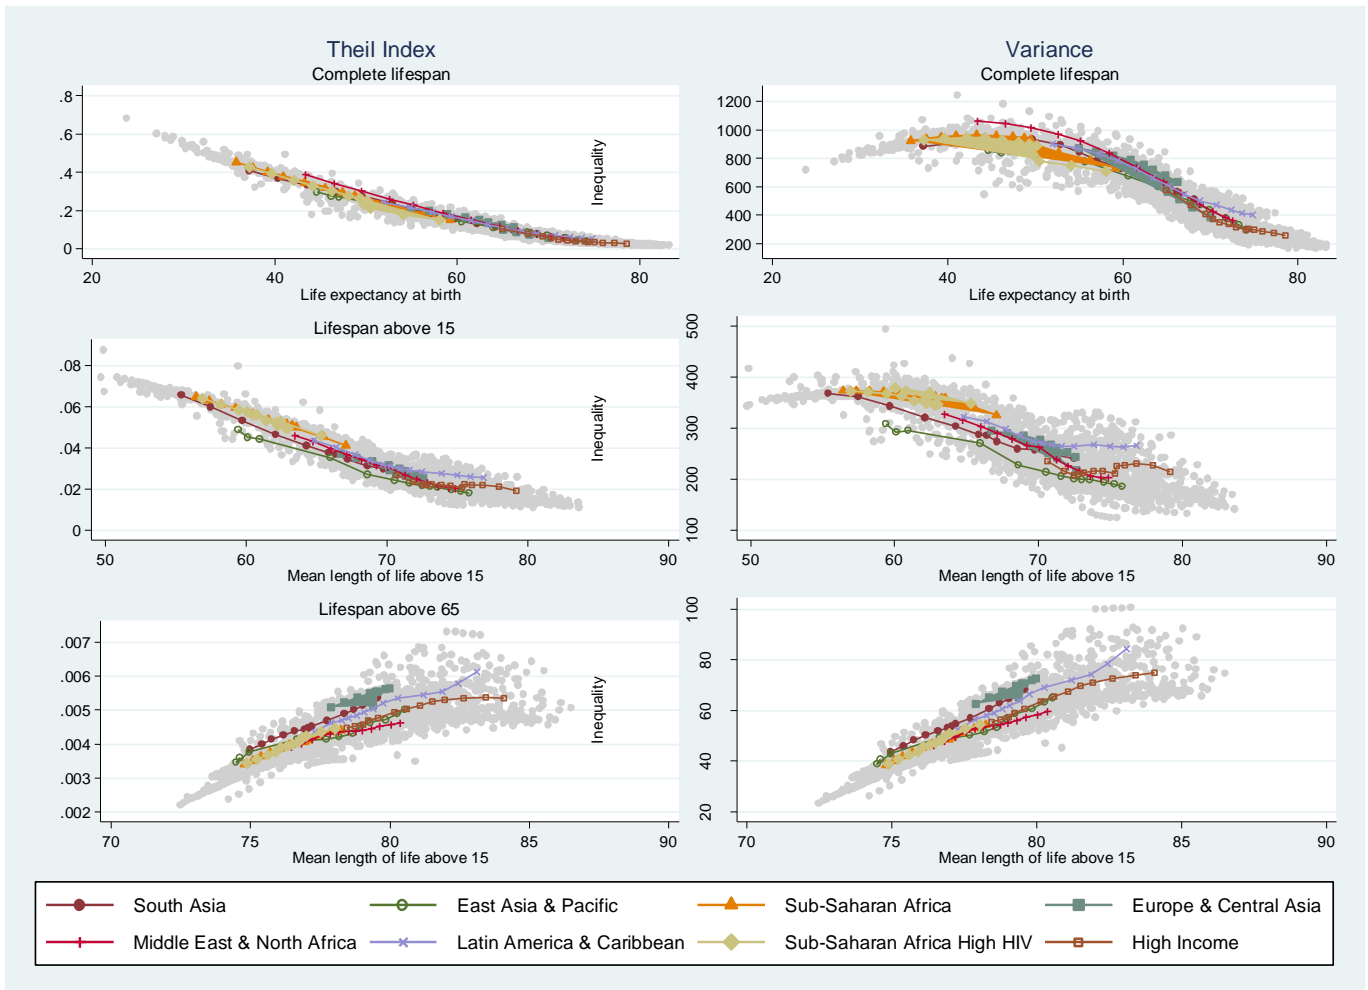 Theil Index
Variance
Complete lifespan
Complete lifespan
.8
.6
.4
.2
0
Inequality
1200
1000
800
600
400
200
20 40 60 80
20 40 60 80
Life expectancy at birth
Life expectancy at birth
Lifespan above 15
.08
.06
.04
.02
0
Inequality
500
400
300
200
100
50 60 70 80 90
50 60 70 80 90
Mean length of life above 15
Mean length of life above 15
Lifespan above 65
.007
.006
.005
.004
.003
.002
Inequality
100
80
60
40
20
70 75 80 85 90
70 75 80 85 90
Mean length of life above 15
Mean length of life above 15
South Asia East Asia & Pacific Sub-Saharan Africa Europe & Central Asia
Middle East & North Africa Latin America & Caribbean Sub-Saharan Africa High HIV High Income